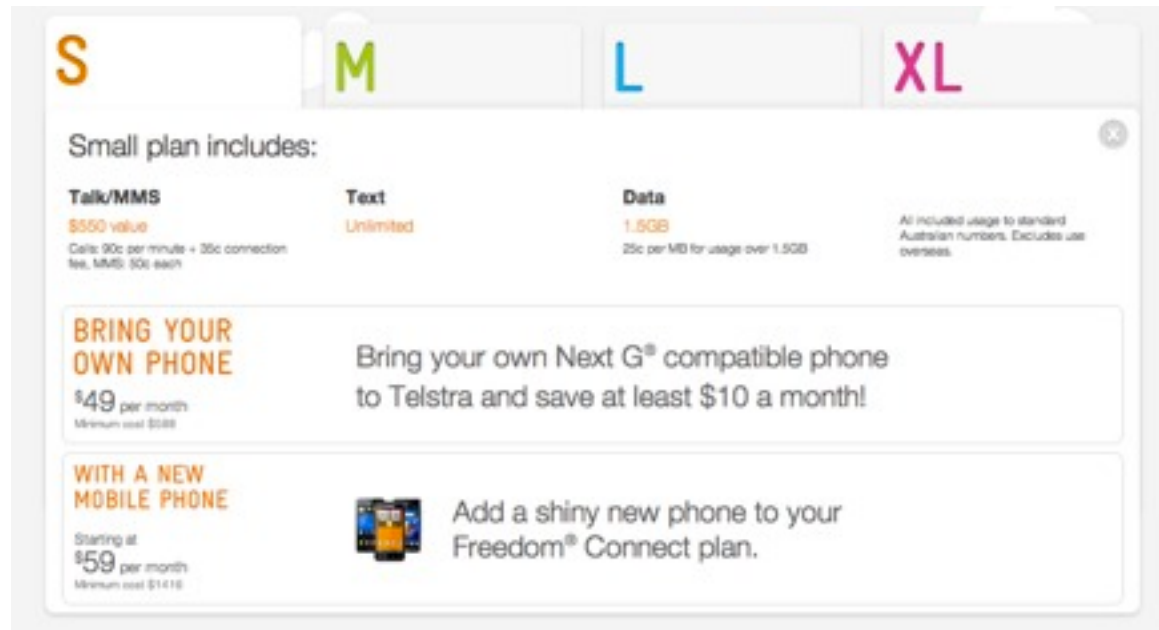 S
M
L
XL
Small plan includes:
Talk/MMS
$550 value
Calls: 90c per minute + 35c connection
fee, MMS: 50c each
Text
Unlimited
Data
1.5GB
25c per MB for usage over 1.5GB
All included usage to standard
Australian numbers. Excludes use
overseas.
BRING YOUR
OWN PHONE
$49 per month
Minimum cost $588
Bring your own Next G® compatible phone
to Telstra and save at least $10 a month!
WITH A NEW
MOBILE PHONE
Starting at
$59 per month
Minimum cost $1416
Add a shiny new phone to your
Freedom® Connect plan.